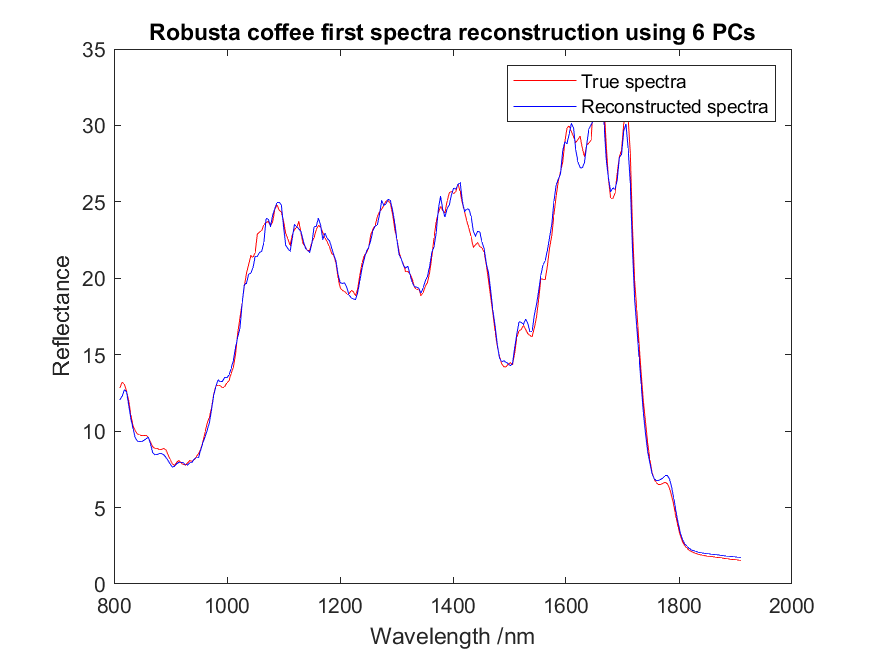 Robusta coffee first spectra reconstruction using 6 PCs
35
30
25
20
15
10
5
0
Reflectance
True spectra
Reconstructed spectra
800 1000 1200 1400 1600 1800 2000
Wavelength /nm